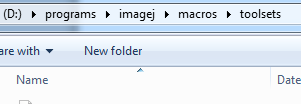 (D:) ▸ programs ▸ imagej ▸ macros ▸ toolsets
are with ▾ New folder
Name Date